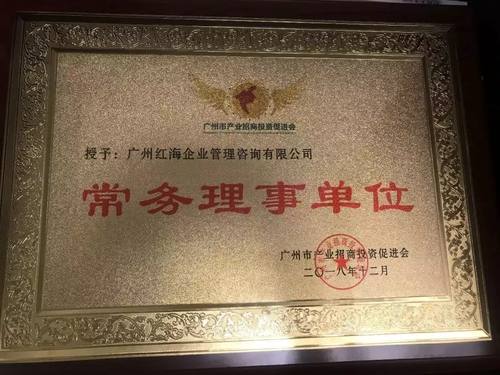 广州市产业招商投资促进会
授予：广州红海企业管理咨询有限公司
常务理事单位
广州市产业招商投资促进会
二〇一八年十二月